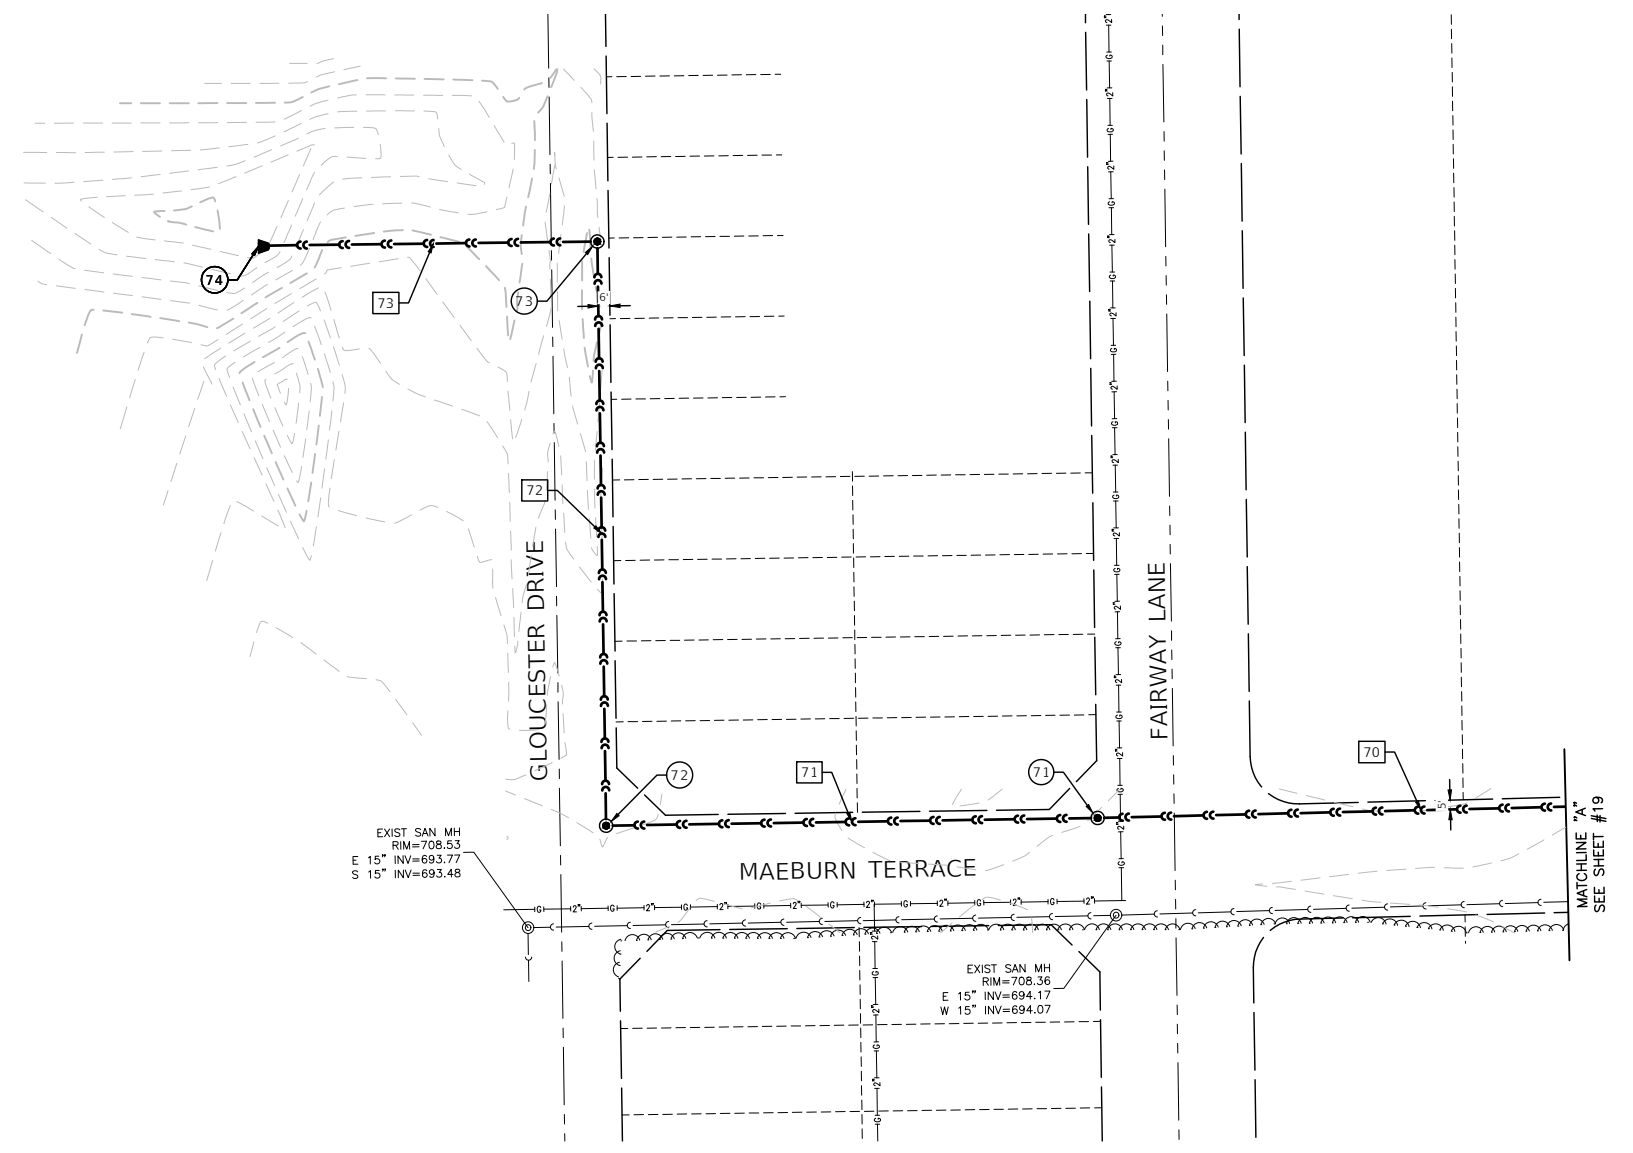 74
73
73
6'
72
GLOUCESTER DRIVE
FAIRWAY LANE
72
71
71
70
5'
MATCHLINE "A"
SEE SHEET #19
EXIST SAN MH
RIM=708.53
E 15" INV=693.77
S 15" INV=693.48
MAEBURN TERRACE
EXIST SAN MH
RIM=708.36
E 15" INV=694.17
W 15" INV=694.07